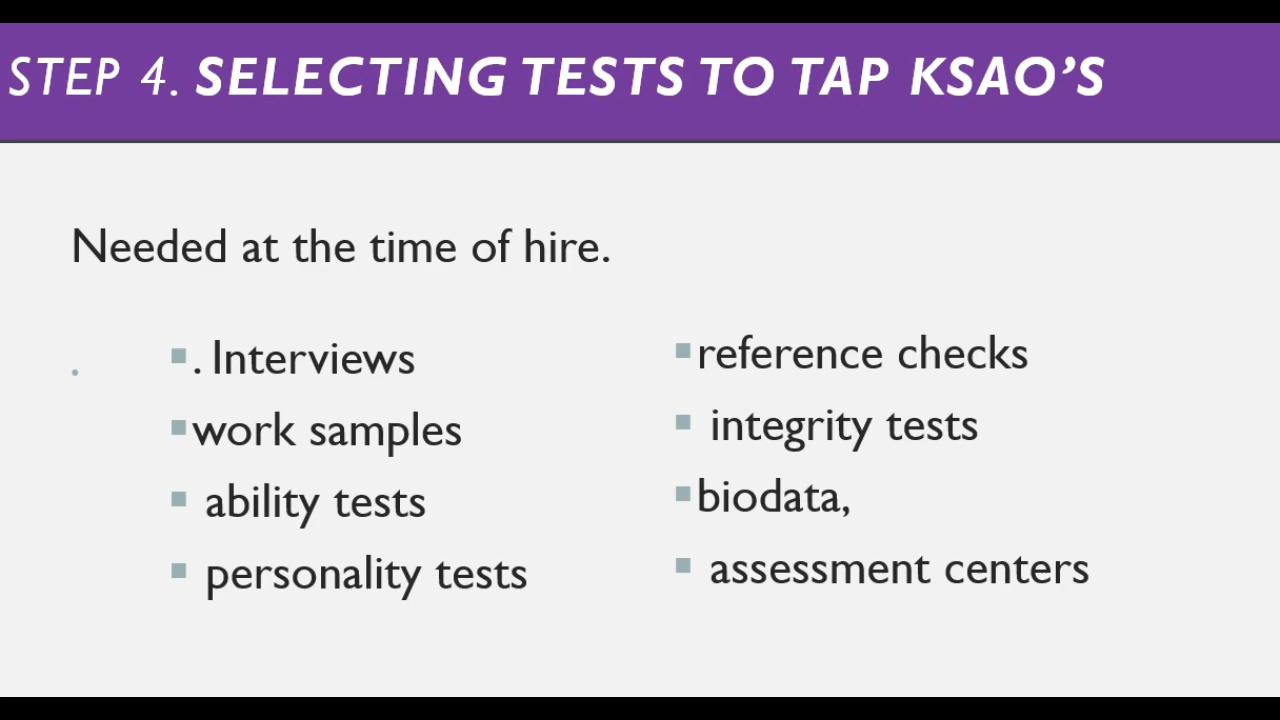 STEP 4. SELECTING TESTS TO TAP KSAO’S
Needed at the time of hire.
. Interviews
work samples
ability tests
personality tests
reference checks
integrity tests
biodata,
assessment centers